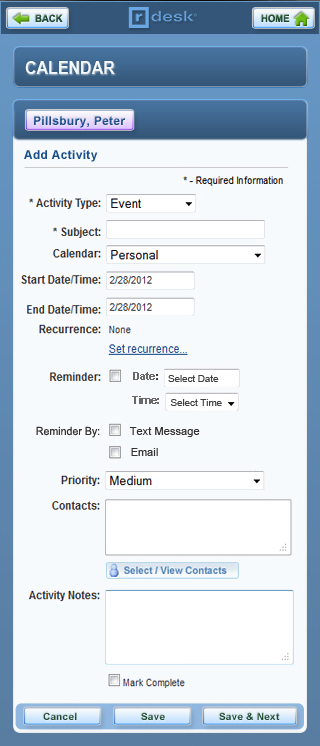 BACK
r desk®
HOME
CALENDAR
Pillsbury, Peter
Add Activity
* - Required Information
* Activity Type: Event
* Subject:
Calendar: Personal
Start Date/Time: 2/28/2012
End Date/Time: 2/28/2012
Recurrence: None
Set recurrence...
Reminder: Date: Select Date
Time: Select Time
Reminder By: Text Message
Email
Priority: Medium
Contacts:
Select / View Contacts
Activity Notes:
Mark Complete
Cancel Save Save & Next